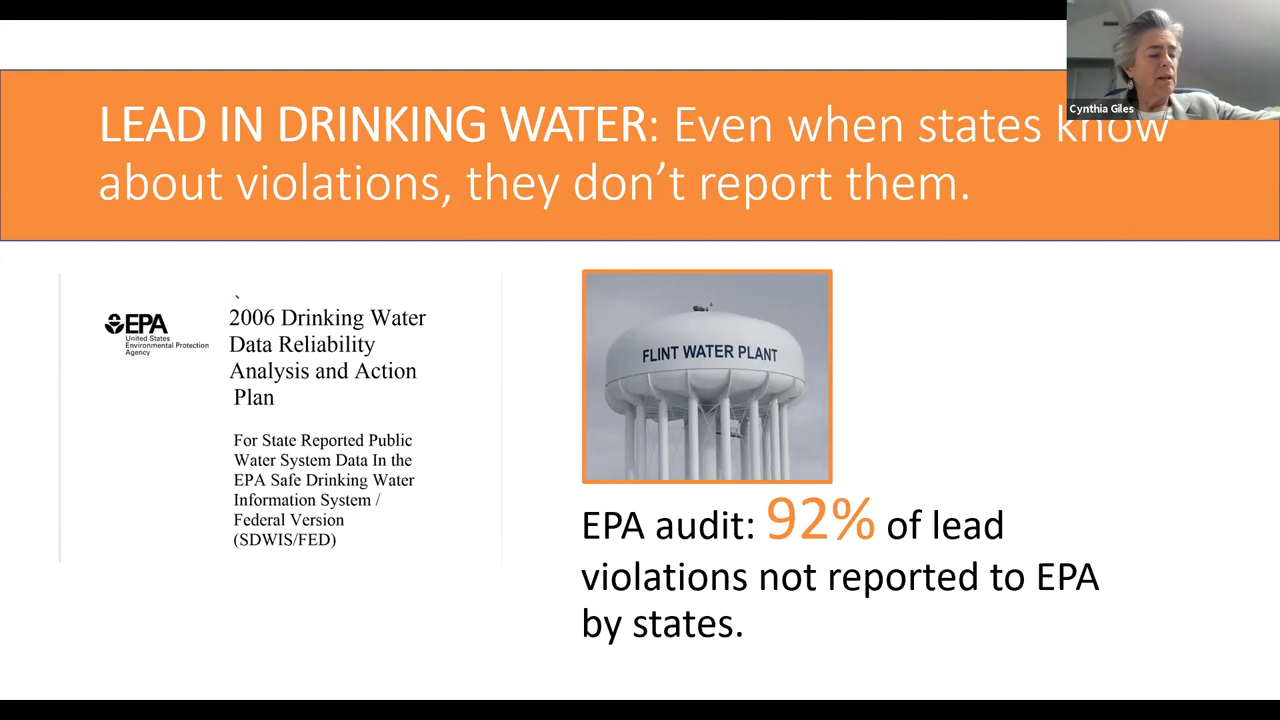 Cynthia Giles
LEAD IN DRINKING WATER: Even when states know
about violations, they don’t report them.
EPA
United States
Environmental Protection
Agency
2006 Drinking Water
Data Reliability
Analysis and Action
Plan
For State Reported Public
Water System Data In the
EPA Safe Drinking Water
Information System /
Federal Version
(SDWIS/FED)
FLINT WATER PLANT
EPA audit: 92% of lead
violations not reported to EPA
by states.